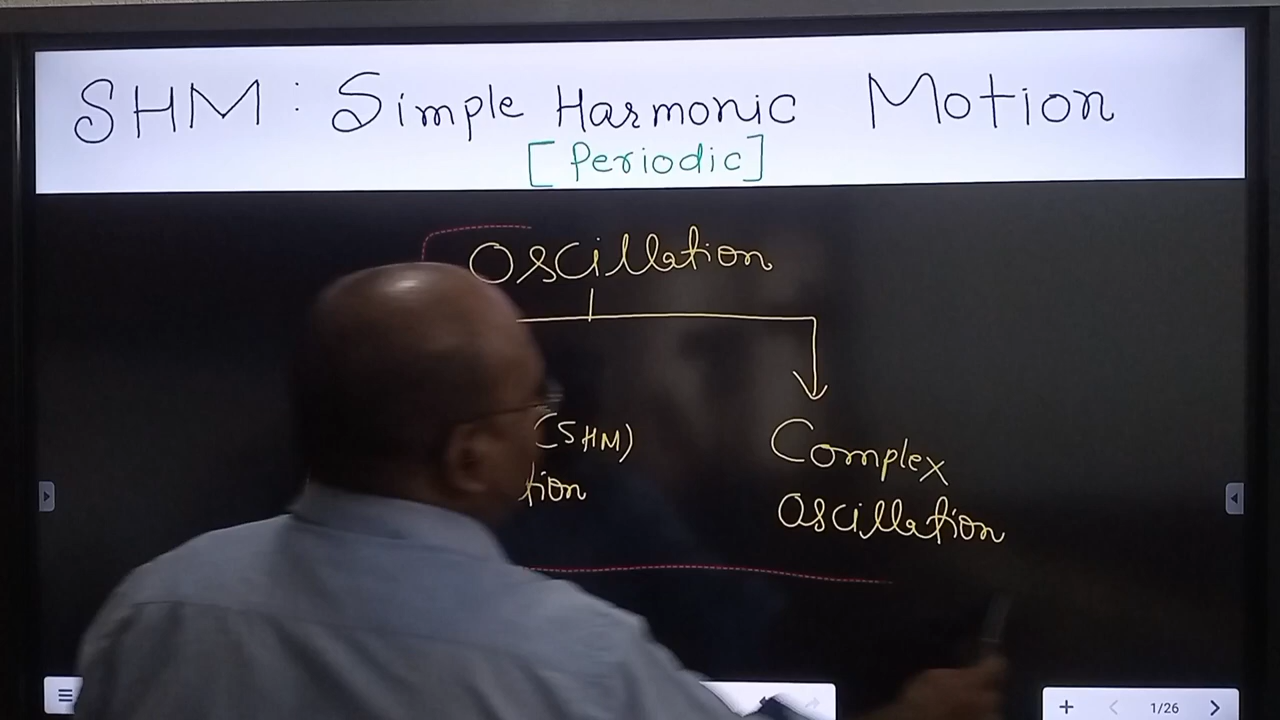 SHM : Simple Harmonic Motion
[Periodic]
Oscillation
(SHM)
tion
Complex
Oscillation
1/26